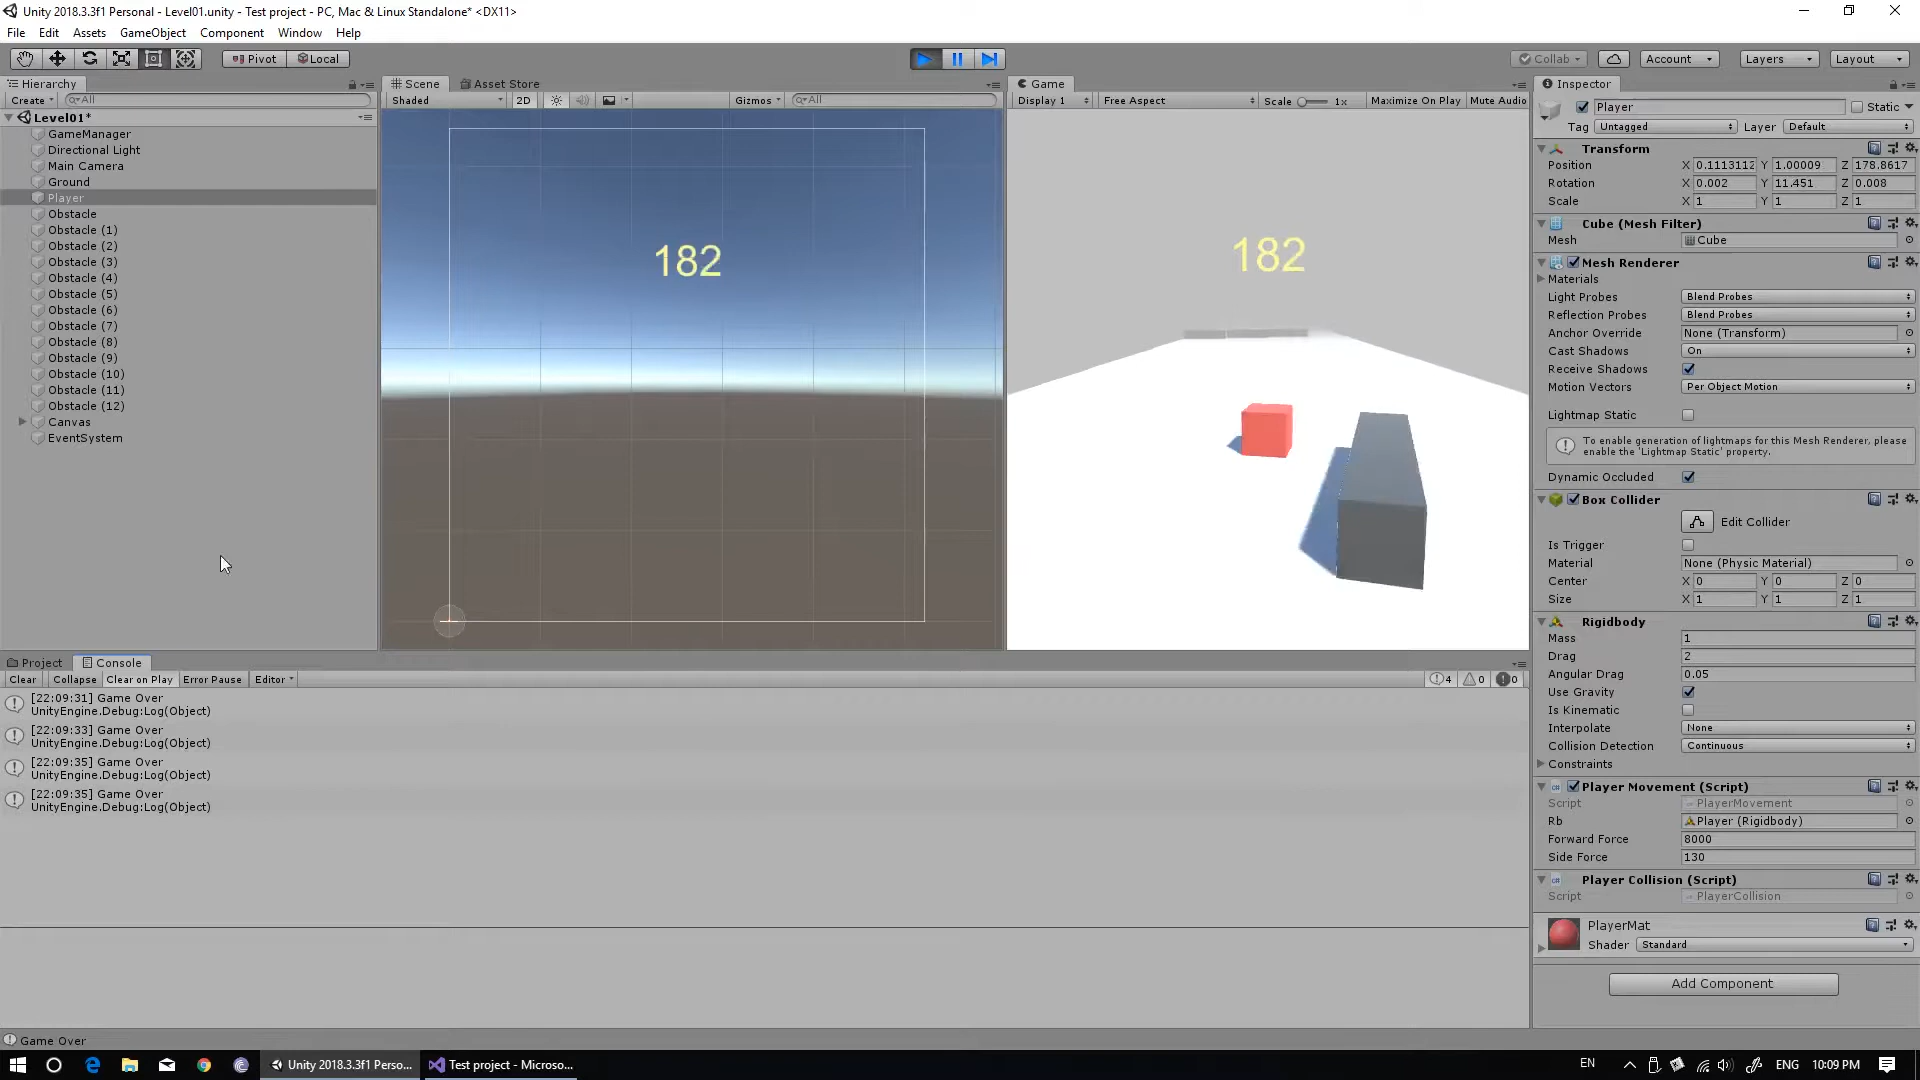 Unity 2018.3.3f1 Personal - Level01.unity - Test project - PC, Mac & Linux Standalone* <DX11>
File Edit Assets GameObject Component Window Help
Pivot Local Collab Account Layers Layout
Hierarchy
Create All
Level01*
GameManager
Directional Light
Main Camera
Ground
Player
Obstacle
Obstacle (1)
Obstacle (2)
Obstacle (3)
Obstacle (4)
Obstacle (5)
Obstacle (6)
Obstacle (7)
Obstacle (8)
Obstacle (9)
Obstacle (10)
Obstacle (11)
Obstacle (12)
Canvas
EventSystem
Scene Asset Store
Shaded 2D Gizmos All
182
Game
Display 1 Free Aspect Scale 1x Maximize On Play Mute Audio
182
Inspector
Player Static
Tag Untagged Layer Default
Transform
Position X 0.1113112 Y 1.00009 Z 178.8617
Rotation X 0.002 Y 11.451 Z 0.008
Scale X 1 Y 1 Z 1
Cube (Mesh Filter)
Mesh Cube
Mesh Renderer
Materials
Light Probes Blend Probes
Reflection Probes Blend Probes
Anchor Override None (Transform)
Cast Shadows On
Receive Shadows
Motion Vectors Per Object Motion
Lightmap Static
To enable generation of lightmaps for this Mesh Renderer, please
enable the 'Lightmap Static' property.
Dynamic Occluded
Box Collider
Edit Collider
Is Trigger
Material None (Physic Material)
Center X 0 Y 0 Z 0
Size X 1 Y 1 Z 1
Rigidbody
Mass 1
Drag 2
Angular Drag 0.05
Use Gravity
Is Kinematic
Interpolate None
Collision Detection Continuous
Constraints
Player Movement (Script)
Script PlayerMovement
Rb Player (Rigidbody)
Forward Force 8000
Side Force 130
Player Collision (Script)
Script PlayerCollision
PlayerMat
Shader Standard
Add Component
Project Console
Clear Collapse Clear on Play Error Pause Editor 4 0 0
[22:09:31] Game Over
UnityEngine.Debug:Log(Object)
[22:09:33] Game Over
UnityEngine.Debug:Log(Object)
[22:09:35] Game Over
UnityEngine.Debug:Log(Object)
[22:09:35] Game Over
UnityEngine.Debug:Log(Object)
Game Over
Unity 2018.3.3f1 Perso... Test project - Microso... EN ENG 10:09 PM